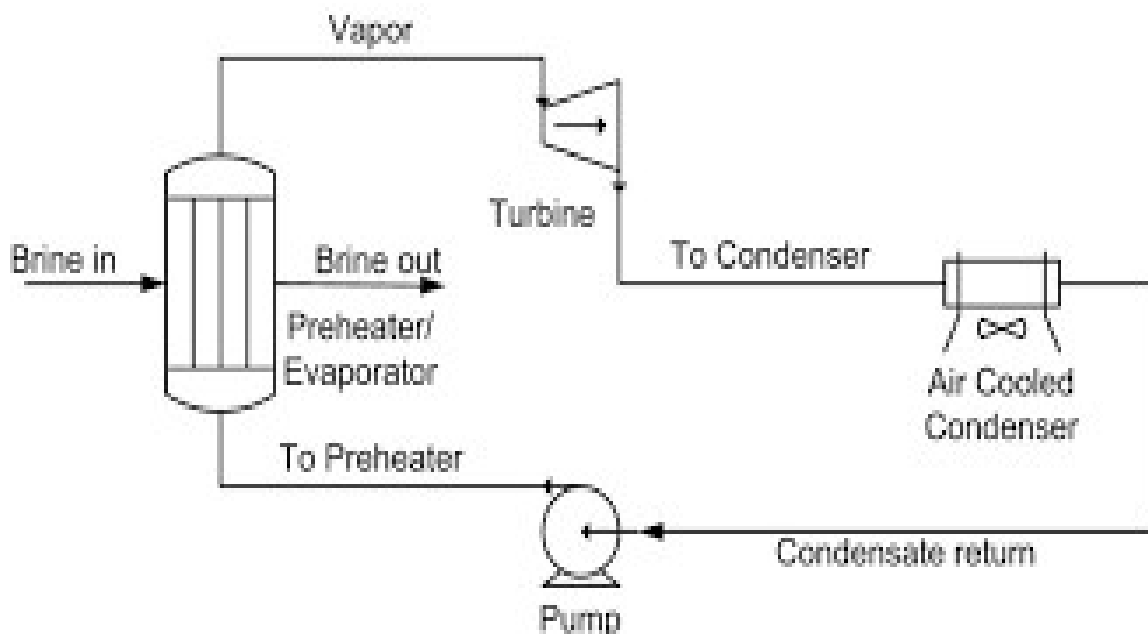 Vapor
Turbine
Brine in
Brine out
To Condenser
Preheater/
Evaporator
Air Cooled
Condenser
To Preheater
Condensate return
Pump